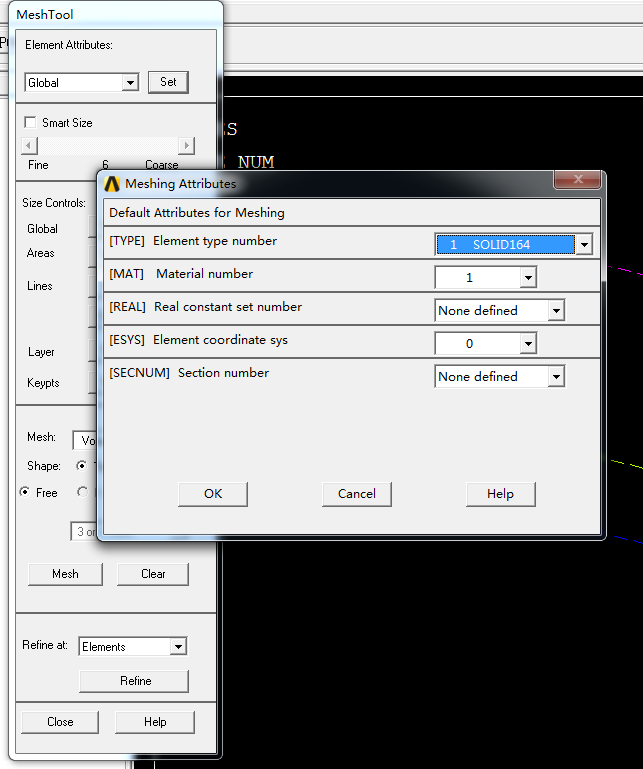 MeshTool
Element Attributes:
Global
Set
Smart Size
Fine 6 Coarse
NUM
Size Controls:
Global
Areas
Lines
Layer
Keypts
Meshing Attributes
Default Attributes for Meshing
[TYPE] Element type number 1 SOLID164
[MAT] Material number 1
[REAL] Real constant set number None defined
[ESYS] Element coordinate sys 0
[SECNUM] Section number None defined
OK Cancel Help
Mesh:
Shape:
Free
3 or
Mesh Clear
Refine at: Elements
Refine
Close Help